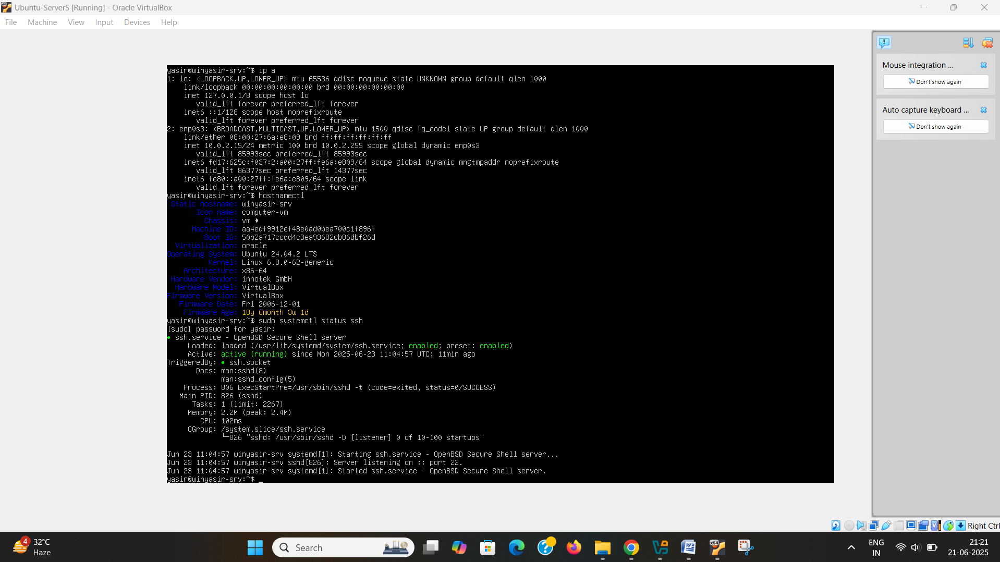 Ubuntu-ServerS [Running] - Oracle VirtualBox
File Machine View Input Devices Help
yasir@winyasir-srv:~$ ip a
1: lo: <LOOPBACK,UP,LOWER_UP> mtu 65536 qdisc noqueue state UNKNOWN group default qlen 1000
    link/loopback 00:00:00:00:00:00 brd 00:00:00:00:00:00
    inet 127.0.0.1/8 scope host lo
       valid_lft forever preferred_lft forever
    inet6 ::1/128 scope host noprefixroute
       valid_lft forever preferred_lft forever
2: enp0s3: <BROADCAST,MULTICAST,UP,LOWER_UP> mtu 1500 qdisc fq_codel state UP group default qlen 1000
    link/ether 08:00:27:6a:e8:09 brd ff:ff:ff:ff:ff:ff
    inet 10.0.2.15/24 metric 100 brd 10.0.2.255 scope global dynamic enp0s3
       valid_lft 85993sec preferred_lft 85993sec
    inet6 fd17:625c:f037:2:a00:27ff:fe6a:e809/64 scope global dynamic mngtmpaddr noprefixroute
       valid_lft 86377sec preferred_lft 14377sec
    inet6 fe80::a00:27ff:fe6a:e809/64 scope link
       valid_lft forever preferred_lft forever
yasir@winyasir-srv:~$ hostnamectl
 Static hostname: winyasir-srv
       Icon name: computer-vm
         Chassis: vm
      Machine ID: aa4edf9912ef48e0ad0bea700c1f896f
         Boot ID: 50b2a717ccdd4c3ea93682cb86dbf26d
  Virtualization: oracle
Operating System: Ubuntu 24.04.2 LTS
          Kernel: Linux 6.8.0-62-generic
    Architecture: x86-64
 Hardware Vendor: innotek GmbH
  Hardware Model: VirtualBox
Firmware Version: VirtualBox
   Firmware Date: Fri 2006-12-01
    Firmware Age: 18y 6month 3w 1d
yasir@winyasir-srv:~$ sudo systemctl status ssh
[sudo] password for yasir:
● ssh.service - OpenBSD Secure Shell server
     Loaded: loaded (/usr/lib/systemd/system/ssh.service; enabled; preset: enabled)
     Active: active (running) since Mon 2025-06-23 11:04:57 UTC; 11min ago
TriggeredBy: ● ssh.socket
       Docs: man:sshd(8)
             man:sshd_config(5)
    Process: 806 ExecStartPre=/usr/sbin/sshd -t (code=exited, status=0/SUCCESS)
   Main PID: 826 (sshd)
      Tasks: 1 (limit: 2267)
     Memory: 2.2M (peak: 2.4M)
        CPU: 102ms
     CGroup: /system.slice/ssh.service
             └─826 "sshd: /usr/sbin/sshd -D [listener] 0 of 10-100 startups"
Jun 23 11:04:57 winyasir-srv systemd[1]: Starting ssh.service - OpenBSD Secure Shell server...
Jun 23 11:04:57 winyasir-srv sshd[826]: Server listening on :: port 22.
Jun 23 11:04:57 winyasir-srv systemd[1]: Started ssh.service - OpenBSD Secure Shell server.
yasir@winyasir-srv:~$ _
Mouse integration ...
Don't show again
Auto capture keyboard ...
Don't show again
Right Ctrl
4
32°C
Haze
Search
x64
ENG
IN
21:21
21-06-2025